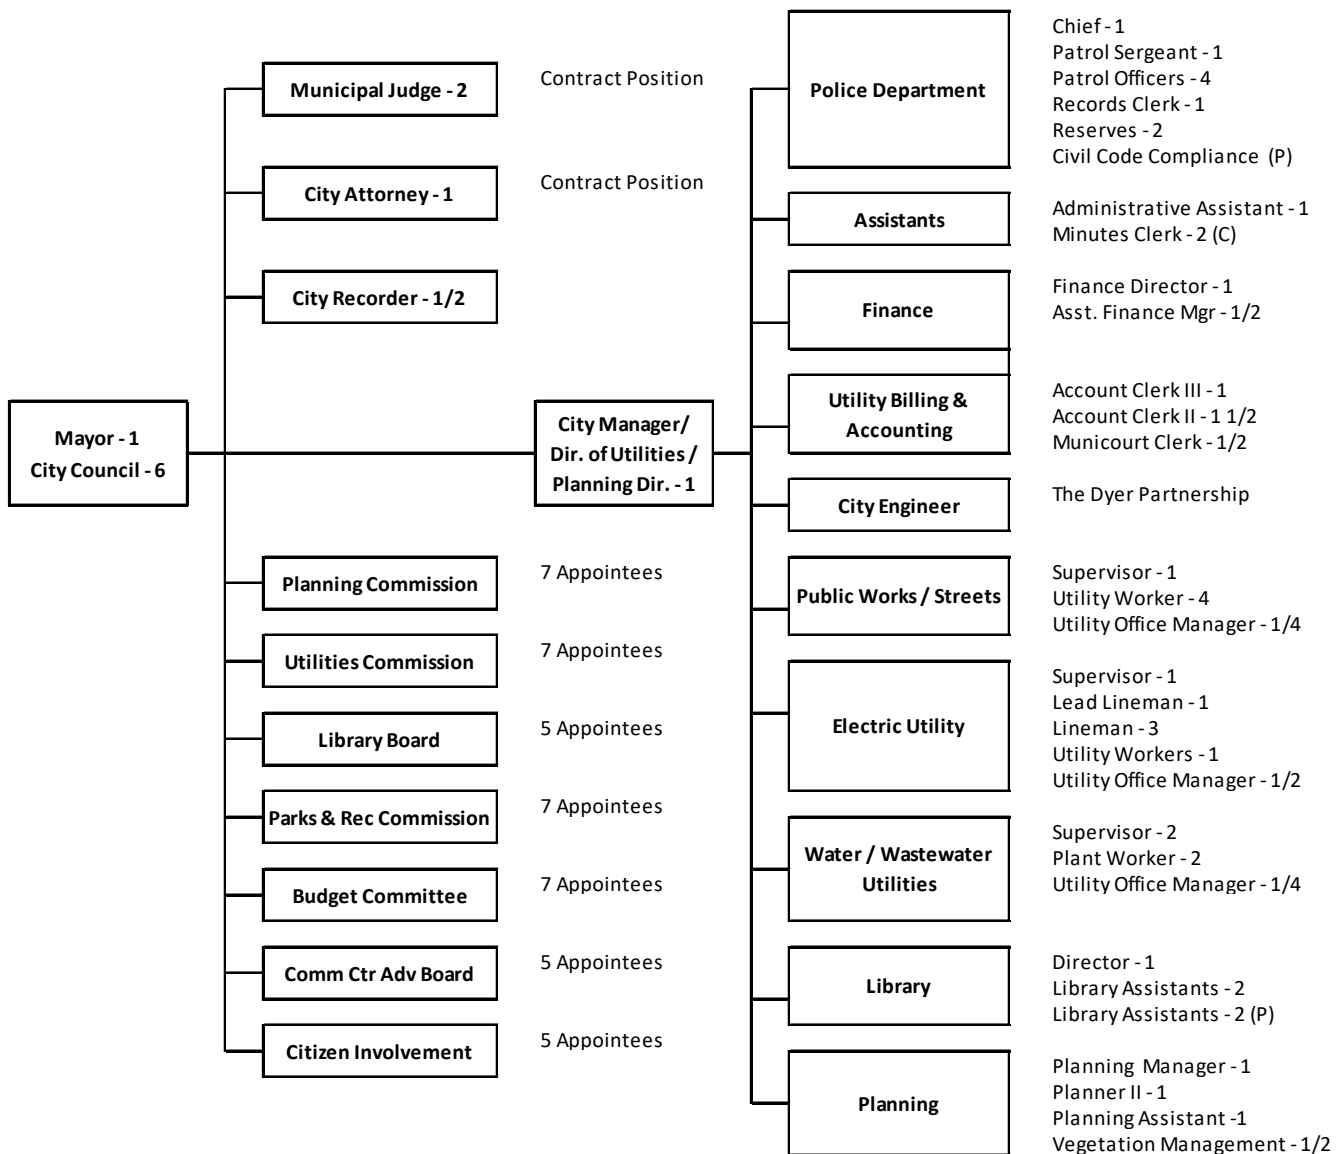 Mayor - 1
City Council - 6
Municipal Judge - 2
Contract Position
City Attorney - 1
Contract Position
City Recorder - 1/2
City Manager/
Dir. of Utilities /
Planning Dir. - 1
Planning Commission
7 Appointees
Utilities Commission
7 Appointees
Library Board
5 Appointees
Parks & Rec Commission
7 Appointees
Budget Committee
7 Appointees
Comm Ctr Adv Board
5 Appointees
Citizen Involvement
5 Appointees
Police Department
Chief - 1
Patrol Sergeant - 1
Patrol Officers - 4
Records Clerk - 1
Reserves - 2
Civil Code Compliance (P)
Assistants
Administrative Assistant - 1
Minutes Clerk - 2 (C)
Finance
Finance Director - 1
Asst. Finance Mgr - 1/2
Utility Billing &
Accounting
Account Clerk III - 1
Account Clerk II - 1 1/2
Municourt Clerk - 1/2
City Engineer
The Dyer Partnership
Public Works / Streets
Supervisor - 1
Utility Worker - 4
Utility Office Manager - 1/4
Electric Utility
Supervisor - 1
Lead Lineman - 1
Lineman - 3
Utility Workers - 1
Utility Office Manager - 1/2
Water / Wastewater
Utilities
Supervisor - 2
Plant Worker - 2
Utility Office Manager - 1/4
Library
Director - 1
Library Assistants - 2
Library Assistants - 2 (P)
Planning
Planning Manager - 1
Planner II - 1
Planning Assistant -1
Vegetation Management - 1/2